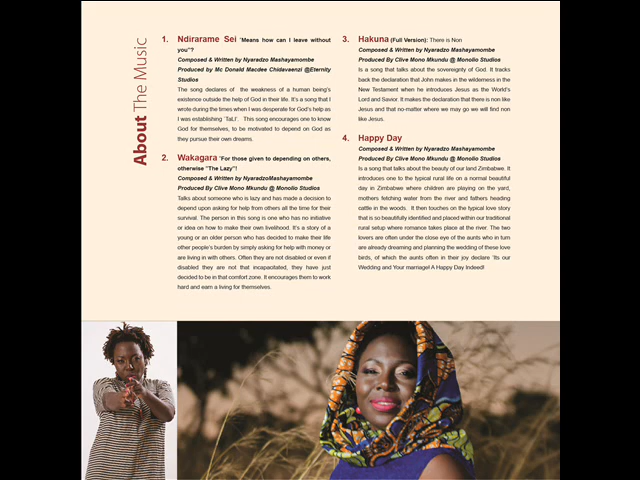 About The Music
1. Ndirarame Sei "Means how can I leave without
you"?
Composed & Written by Nyaradzo Mashayamombe
Produced by Mc Donald Macdee Chidavaenzi @Eternity
Studios
The song declares of the weakness of a human being's
existence outside the help of God in their life. It's a song that I
wrote during the times when I was desperate for God's help as
I was establishing 'TaLI'. This song encourages one to know
God for themselves, to be motivated to depend on God as
they pursue their own dreams.
2. Wakagara "For those given to depending on others,
otherwise "The Lazy"!
Composed &Written by Nyaradzo Mashayamombe
Produced By Clive Mono Mkundu @ Monolio Studios
Talks about someone who is lazy and has made a decision to
depend upon asking for help from others all the time for their
survival. The person in this song is one who has no initiative
or idea on how to make their own livelihood. It's a story of a
young or an older person who has decided to make their life
other people's burden by simply asking for help with money or
are living in with others. Often they are not disabled or even if
disabled they are not that incapacitated, they have just
decided to be in that comfort zone. It encourages them to work
hard and earn a living for themselves.
3. Hakuna (Full Version): There is Non
Composed & Written by Nyaradzo Mashayamombe
Produced By Clive Mono Mkundu @ Monolio Studios
Is a song that talks about the sovereignty of God. It tracks
back the declaration that John makes in the wilderness in the
New Testament when he introduces Jesus as the World's
Lord and Savior. It makes the declaration that there is non like
Jesus and that no-matter where we may go we will find non
like Jesus.
4. Happy Day
Composed & Written by Nyaradzo Mashayamombe
Produced By Clive Mono Mkundu @ Monolio Studios
Is a song that talks about the beauty of our land Zimbabwe. It
introduces one to the typical rural life on a normal beautiful
day in Zimbabwe where children are playing on the yard,
mothers fetching water from the river and fathers heading
cattle in the woods. It then touches on the typical love story
that is so beautifully identified and placed within our traditional
rural setup where romance takes place at the river. The two
lovers are often under the close eye of the aunts who in turn
are already dreaming and planning the wedding of these love
birds, of which the aunts often in their joy declare 'Its our
Wedding and Your marriage! A Happy Day Indeed!